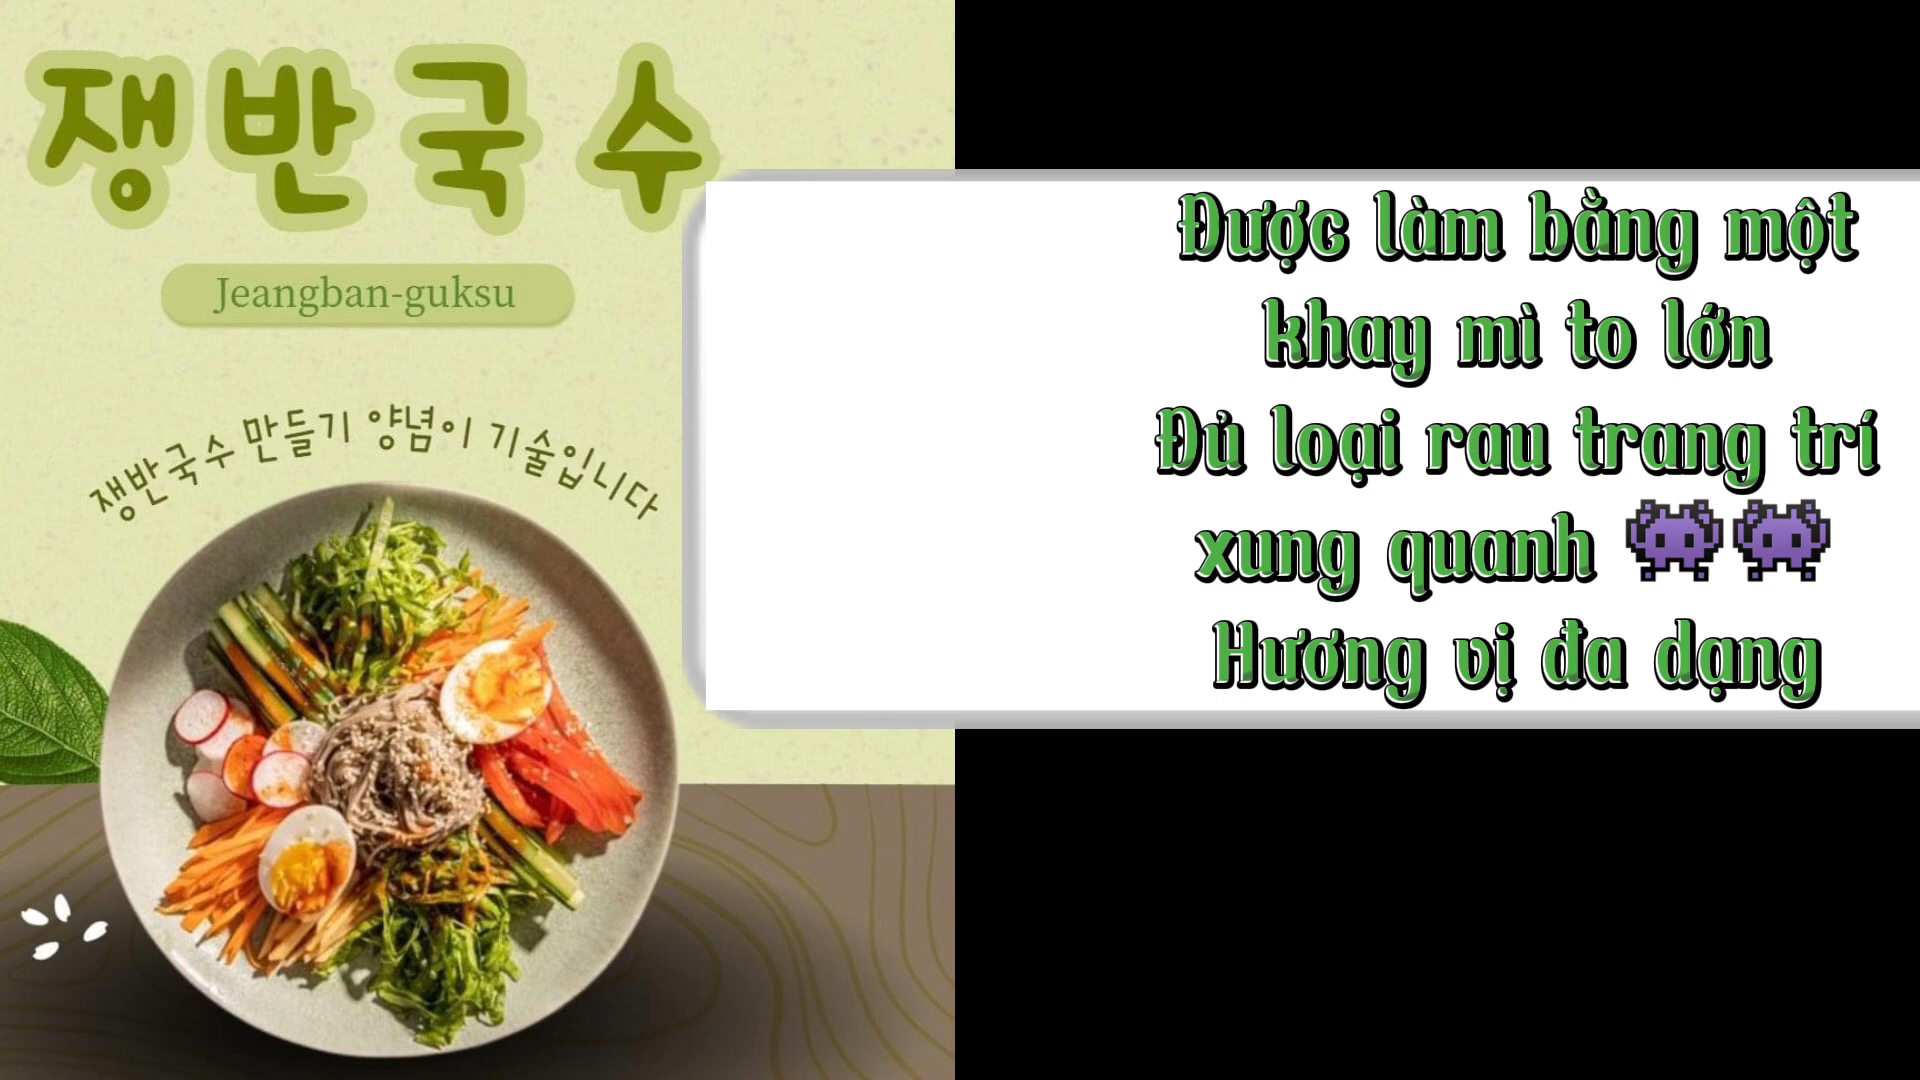 쟁반국수
Jeangban-guksu
쟁반국수 만들기 양념이 기술입니다
Được làm bằng một
khay mì to lớn
Đủ loại rau trang trí
xung quanh 👾👾
Hương vị đa dạng